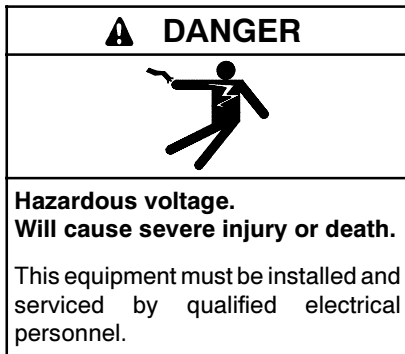 DANGER
Hazardous voltage.
Will cause severe injury or death.
This equipment must be installed and
serviced by qualified electrical
personnel.